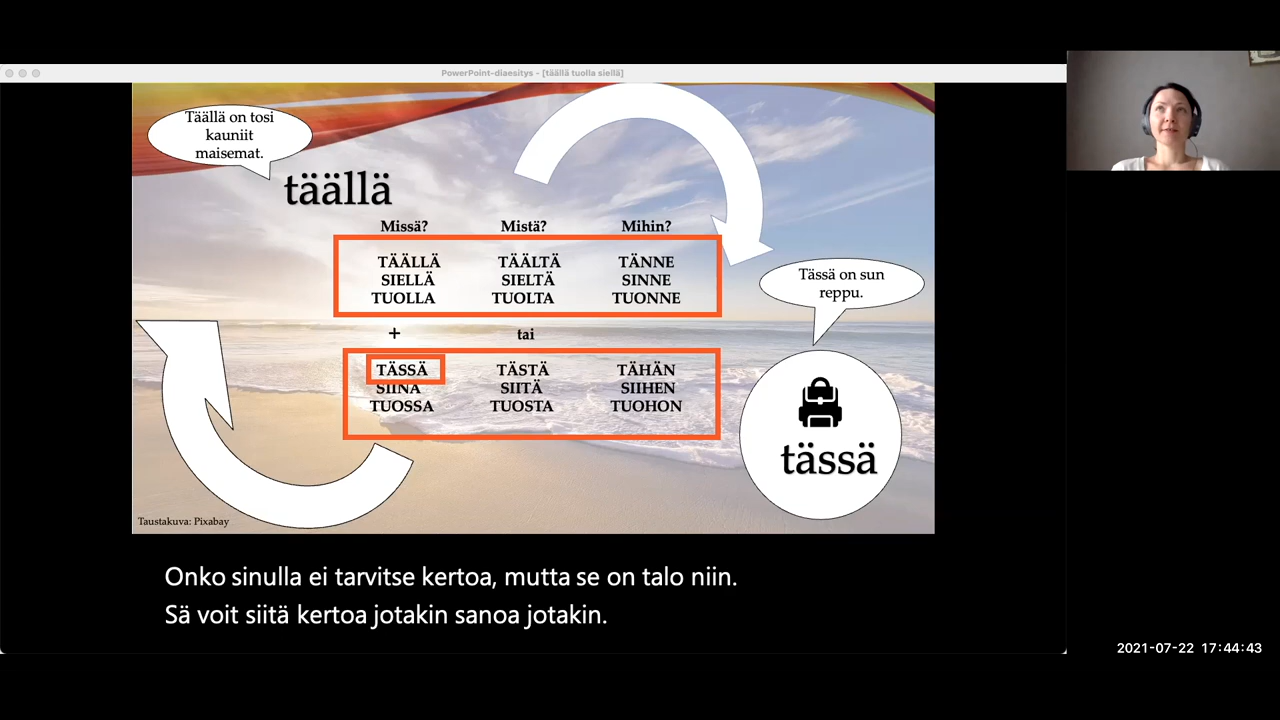 PowerPoint-diaesitys - [täällä tuolla siellä]
Täällä on tosi
kauniit
maisemat.
täällä
Missä? Mistä? Mihin?
TÄÄLLÄ TÄÄLTÄ TÄNNE
SIELLÄ SIELTÄ SINNE
TUOLLA TUOLTA TUONNE
+ tai
TÄSSÄ TÄSTÄ TÄHÄN
SIINÄ SIITÄ SIIHEN
TUOSSA TUOSTA TUOHON
Tässä on sun
reppu.
tässä
Taustakuva: Pixabay
Onko sinulla ei tarvitse kertoa, mutta se on talo niin.
Sä voit siitä kertoa jotakin sanoa jotakin.
2021-07-22 17:44:43